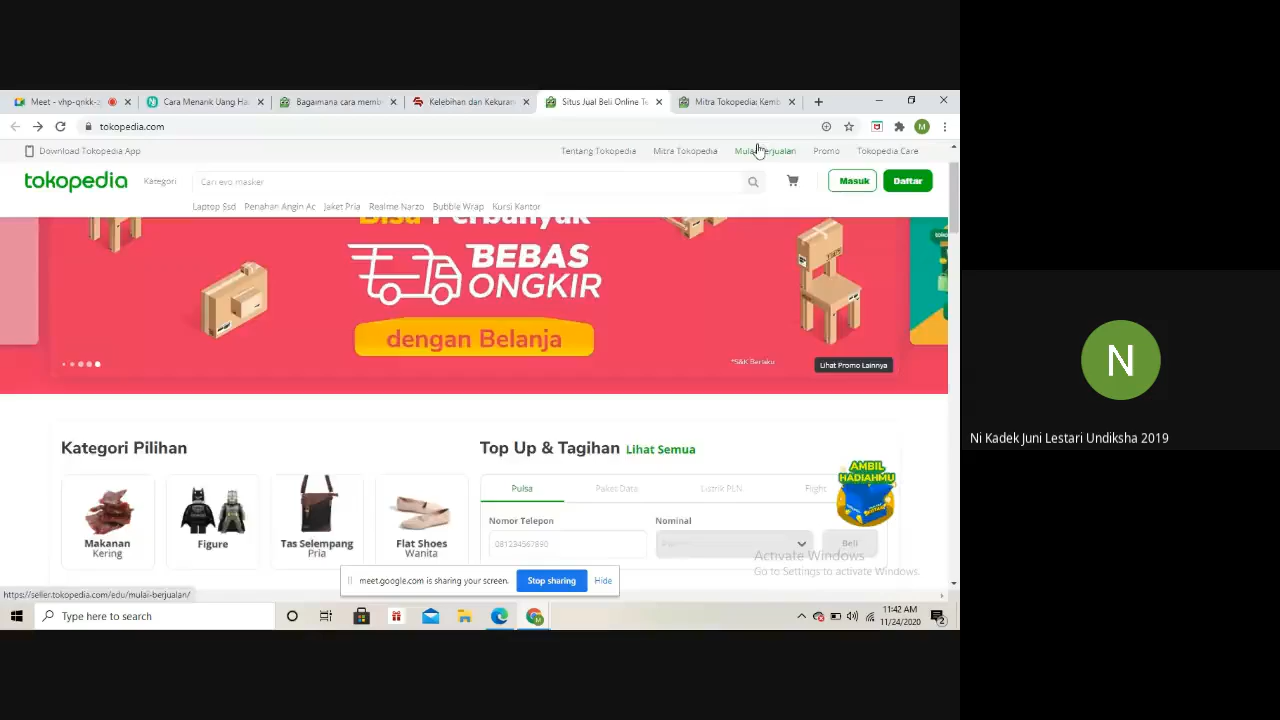 Meet - vhp-qnkk-
Cara Menarik Uang Ha
Bagaimana cara memb
Kelebihan dan Kekuran
Situs Jual Beli Online Te
Mitra Tokopedia: Kemb
tokopedia.com
Download Tokopedia App
Tentang Tokopedia
Mitra Tokopedia
Mulai Berjualan
Promo
Tokopedia Care
tokopedia
Kategori
Cari evo masker
Masuk
Daftar
Laptop Ssd Penahan Angin Ac Jaket Pria Realme Narzo Bubble Wrap Kursi Kantor
Bisa Perbanyak
BEBAS
ONGKIR
dengan Belanja
*S&K Berlaku
Lihat Promo Lainnya
Kategori Pilihan
Makanan
Kering
Figure
Tas Selempang
Pria
Flat Shoes
Wanita
Top Up & Tagihan Lihat Semua
Pulsa
Paket Data
Listrik PLN
Flight
AMBIL
HADIAHMU
Nomor Telepon
Nominal
081234567890
Beli
Activate Windows
Go to Settings to activate Windows.
meet.google.com is sharing your screen.
Stop sharing
Hide
https://seller.tokopedia.com/edu/mulai-berjualan/
Type here to search
11:42 AM
11/24/2020
N
Ni Kadek Juni Lestari Undiksha 2019